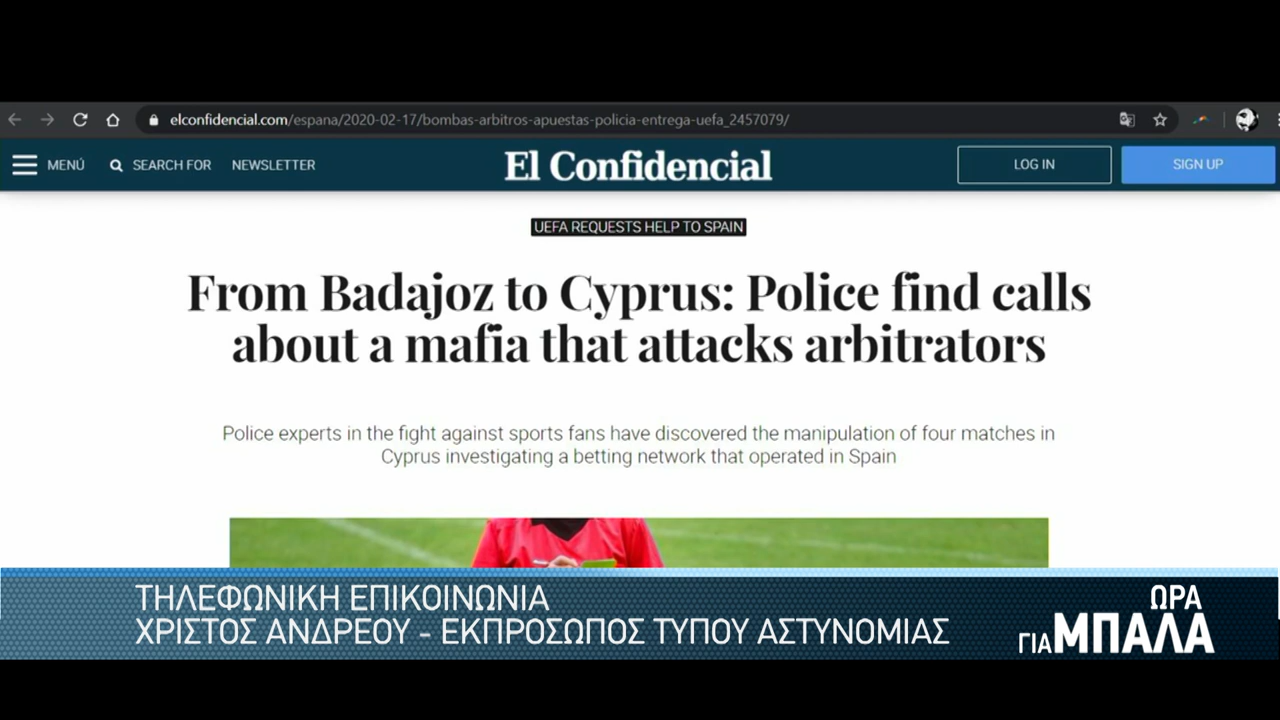 elconfidencial.com/espana/2020-02-17/bombas-arbitros-apuestas-policia-entrega-uefa_2457079/
MENÚ SEARCH FOR NEWSLETTER El Confidencial LOG IN SIGN UP
UEFA REQUESTS HELP TO SPAIN
From Badajoz to Cyprus: Police find calls
about a mafia that attacks arbitrators
Police experts in the fight against sports fans have discovered the manipulation of four matches in
Cyprus investigating a betting network that operated in Spain
ΤΗΛΕΦΩΝΙΚΗ ΕΠΙΚΟΙΝΩΝΙΑ
ΧΡΙΣΤΟΣ ΑΝΔΡΕΟΥ - ΕΚΠΡΟΣΩΠΟΣ ΤΥΠΟΥ ΑΣΤΥΝΟΜΙΑΣ
ΩΡΑ
ΓΙΑ ΜΠΑΛΑ